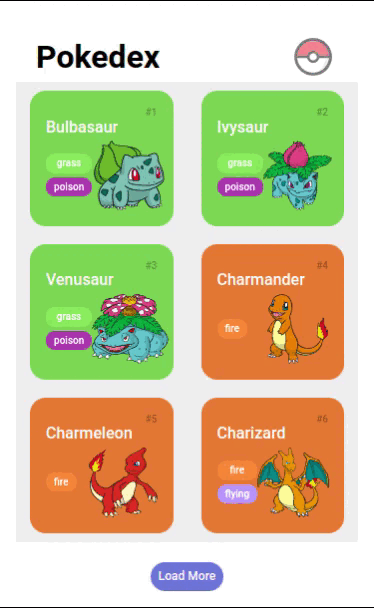 Pokedex
#1
Bulbasaur
grass
poison
#2
Ivysaur
grass
poison
#3
Venusaur
grass
poison
#4
Charmander
fire
#5
Charmeleon
fire
#6
Charizard
fire
flying
Load More